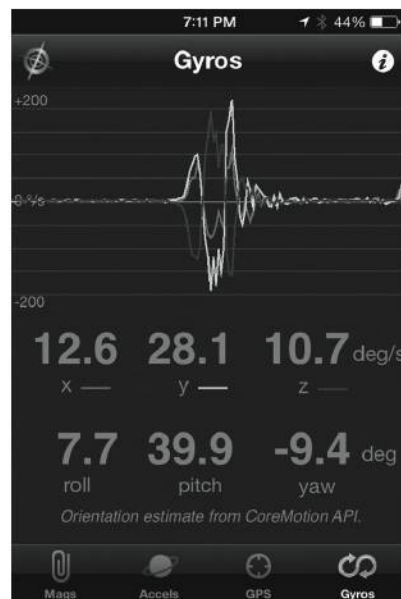 7:11 PM 44%
Gyros i
+200
0 °/s
-200
12.6 28.1 10.7 deg/s
x y z
7.7 39.9 -9.4 deg
roll pitch yaw
Orientation estimate from CoreMotion API.
Mags Accels GPS Gyros